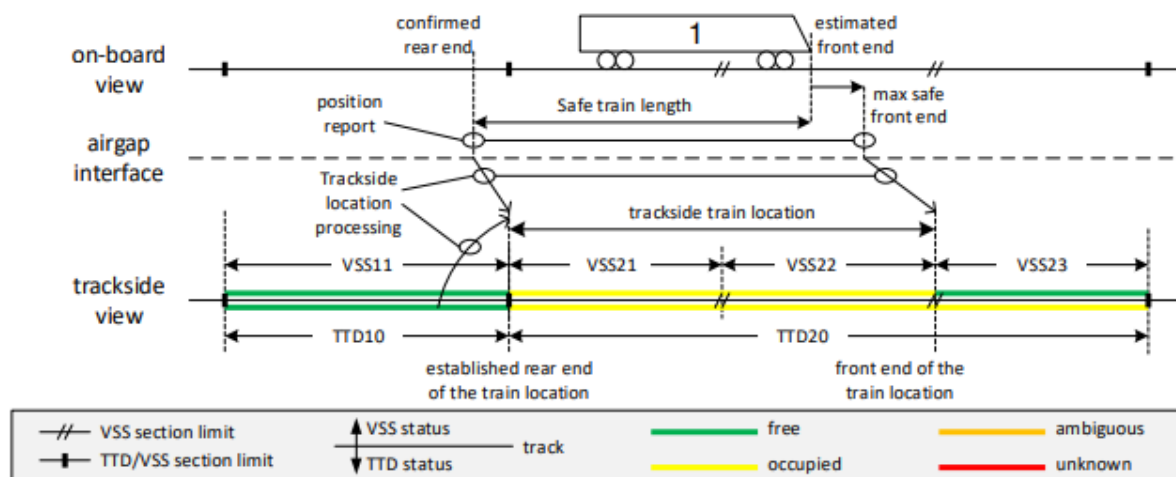 confirmed
rear end
1
estimated
front end
on-board
view
position
report
Safe train length
max safe
front end
airgap
interface
Trackside
location
processing
trackside train location
VSS11
VSS21
VSS22
VSS23
trackside
view
TTD10
TTD20
established rear end
of the train location
front end of the
train location
VSS section limit
TTD/VSS section limit
VSS status
track
TTD status
free
occupied
ambiguous
unknown